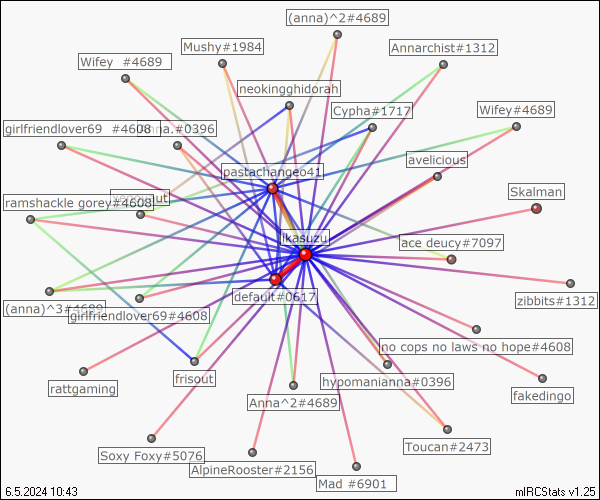 (anna)^2#4689
Mushy#1984
Annarchist#1312
Wifey #4689
neokingghidorah
Cypha#1717
Wifey#4689
girlfriendlover69 #4608
#0396
avelicious
pastachangeo41
Skalman
ramshackle gorey#4608
ikasuzu
ace deucy#7097
default#0617
zibbits#1312
(anna)^3#4689
girlfriendlover69#4608
no cops no laws no hope#4608
rattgaming
frisout
hypomanianna#0396
fakedingo
Anna^2#4689
Toucan#2473
Soxy Foxy#5076
AlpineRooster#2156
Mad #6901
6.5.2024 10:43
mIRCStats v1.25